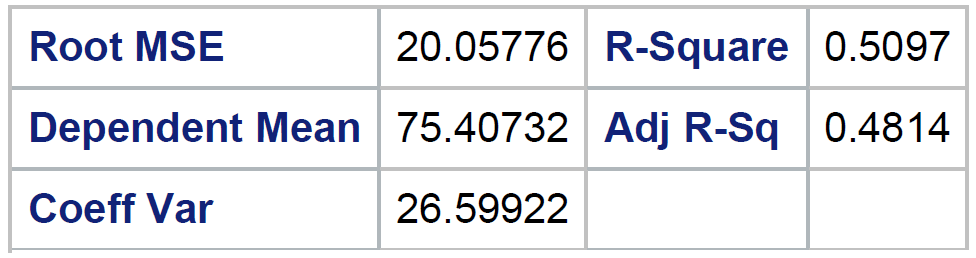 Root MSE 20.05776 R-Square 0.5097
Dependent Mean 75.40732 Adj R-Sq 0.4814
Coeff Var 26.59922